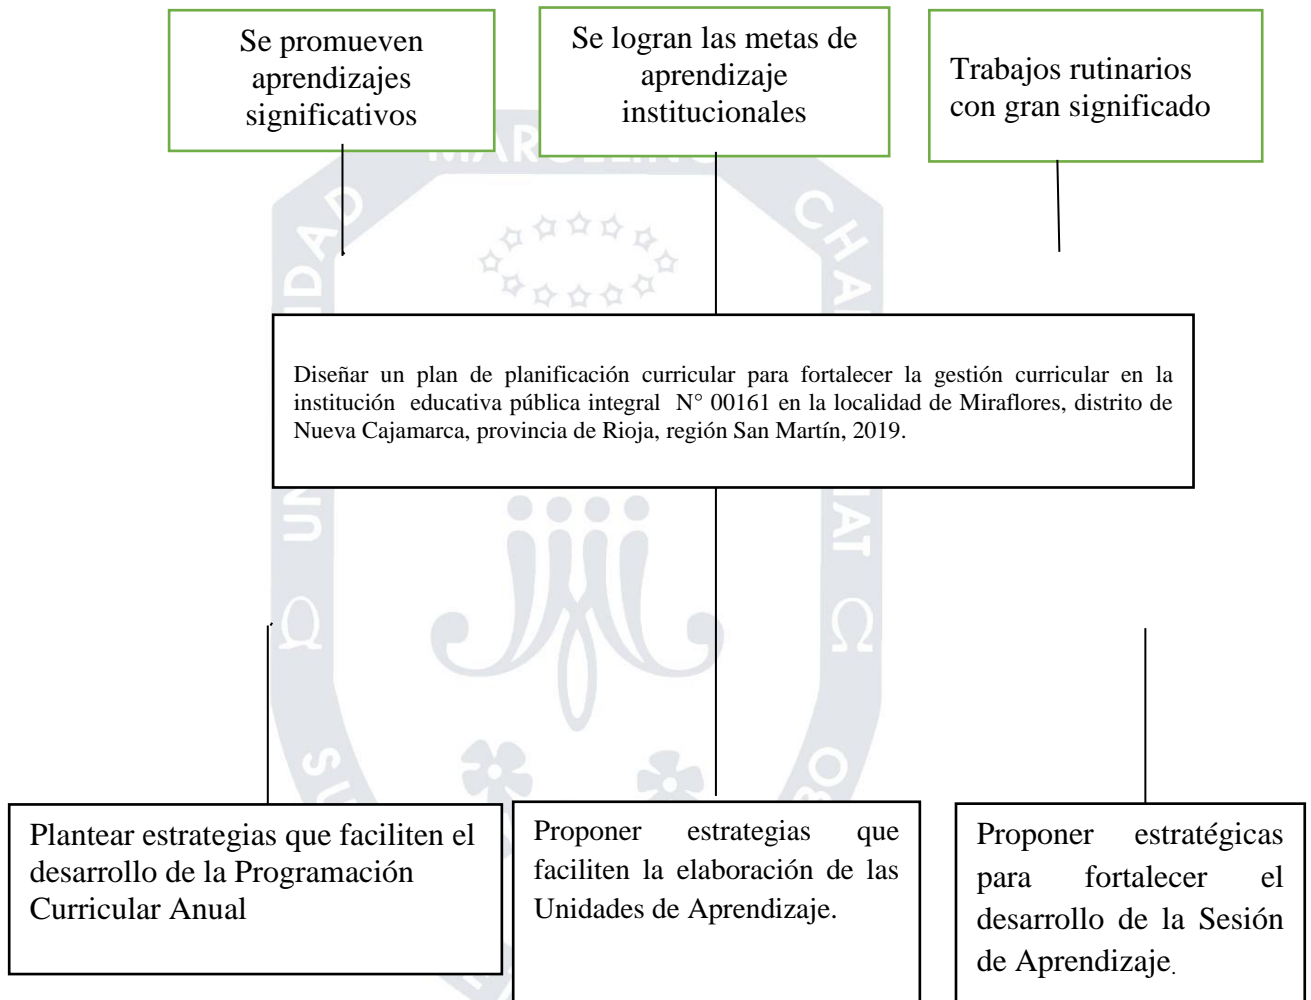 Se promueven
aprendizajes
significativos
Se logran las metas de
aprendizaje
institucionales
Trabajos rutinarios
con gran significado
Diseñar un plan de planificación curricular para fortalecer la gestión curricular en la
institución educativa pública integral N° 00161 en la localidad de Miraflores, distrito de
Nueva Cajamarca, provincia de Rioja, región San Martín, 2019.
Plantear estrategias que faciliten el
desarrollo de la Programación
Curricular Anual
Proponer estrategias que
faciliten la elaboración de las
Unidades de Aprendizaje.
Proponer estratégicas
para fortalecer el
desarrollo de la Sesión
de Aprendizaje.